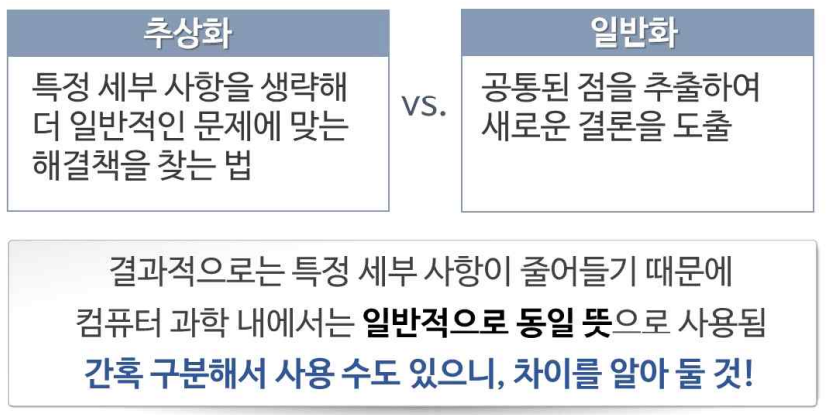 추상화
특정 세부 사항을 생략해
더 일반적인 문제에 맞는
해결책을 찾는 법
vs.
일반화
공통된 점을 추출하여
새로운 결론을 도출
결과적으로는 특정 세부 사항이 줄어들기 때문에
컴퓨터 과학 내에서는 일반적으로 동일 뜻으로 사용됨
간혹 구분해서 사용 수도 있으니, 차이를 알아 둘 것!